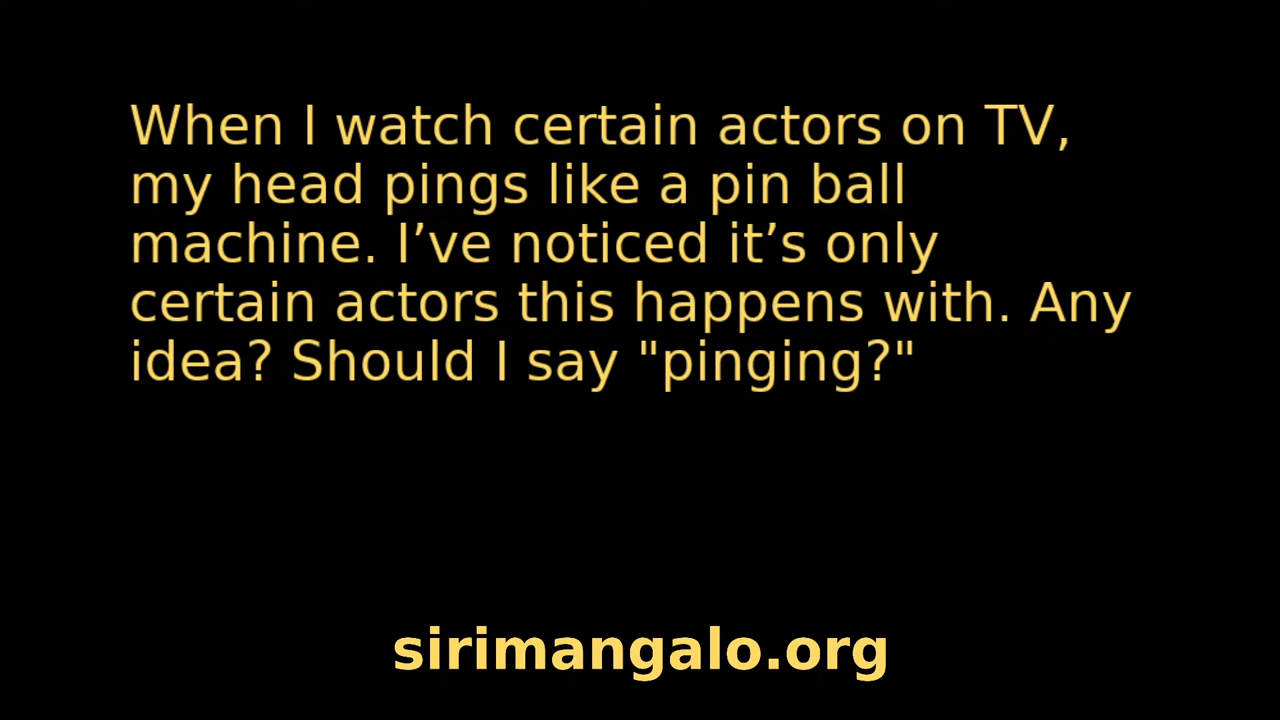 When I watch certain actors on TV,
my head pings like a pin ball
machine. I’ve noticed it’s only
certain actors this happens with. Any
idea? Should I say "pinging?"
sirimangalo.org